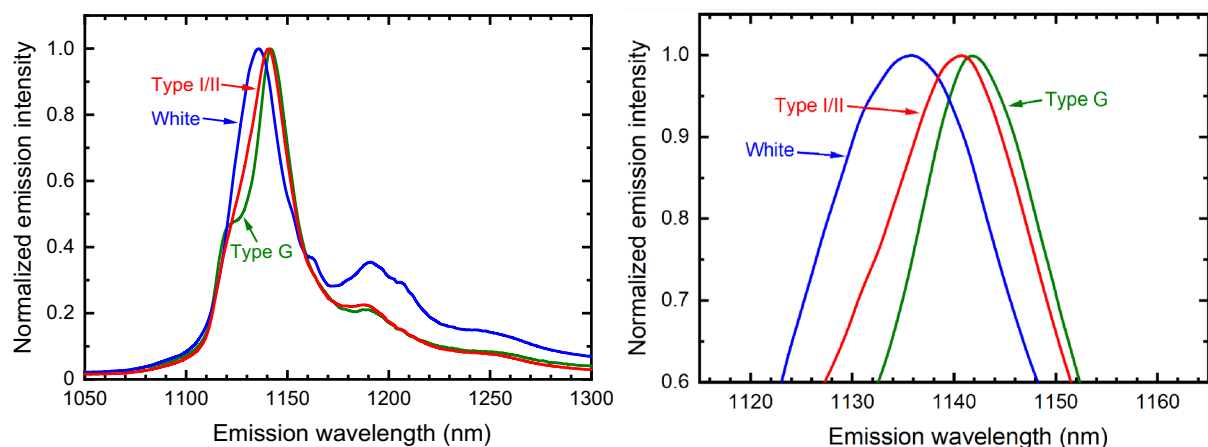 Normalized emission intensity
1.0
0.8
0.6
0.4
0.2
0
Type I/II
White
Type G
1050
1100
1150
1200
1250
1300
Emission wavelength (nm)
Normalized emission intensity
1.0
0.9
0.8
0.7
0.6
Type I/II
Type G
White
1120
1130
1140
1150
1160
Emission wavelength (nm)